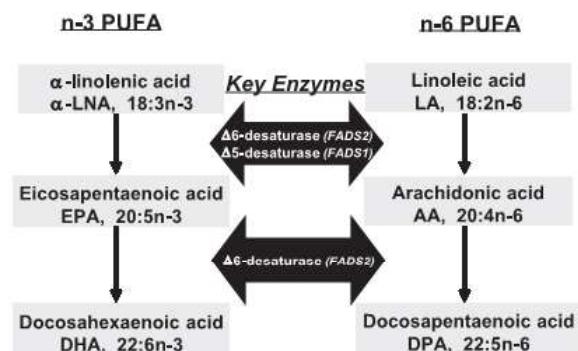 n-3 PUFA
n-6 PUFA
α-linolenic acid
α-LNA, 18:3n-3
Key Enzymes
Linoleic acid
LA, 18:2n-6
Δ6-desaturase (FADS2)
Δ5-desaturase (FADS1)
Eicosapentaenoic acid
EPA, 20:5n-3
Arachidonic acid
AA, 20:4n-6
Δ6-desaturase (FADS2)
Docosahexaenoic acid
DHA, 22:6n-3
Docosapentaenoic acid
DPA, 22:5n-6